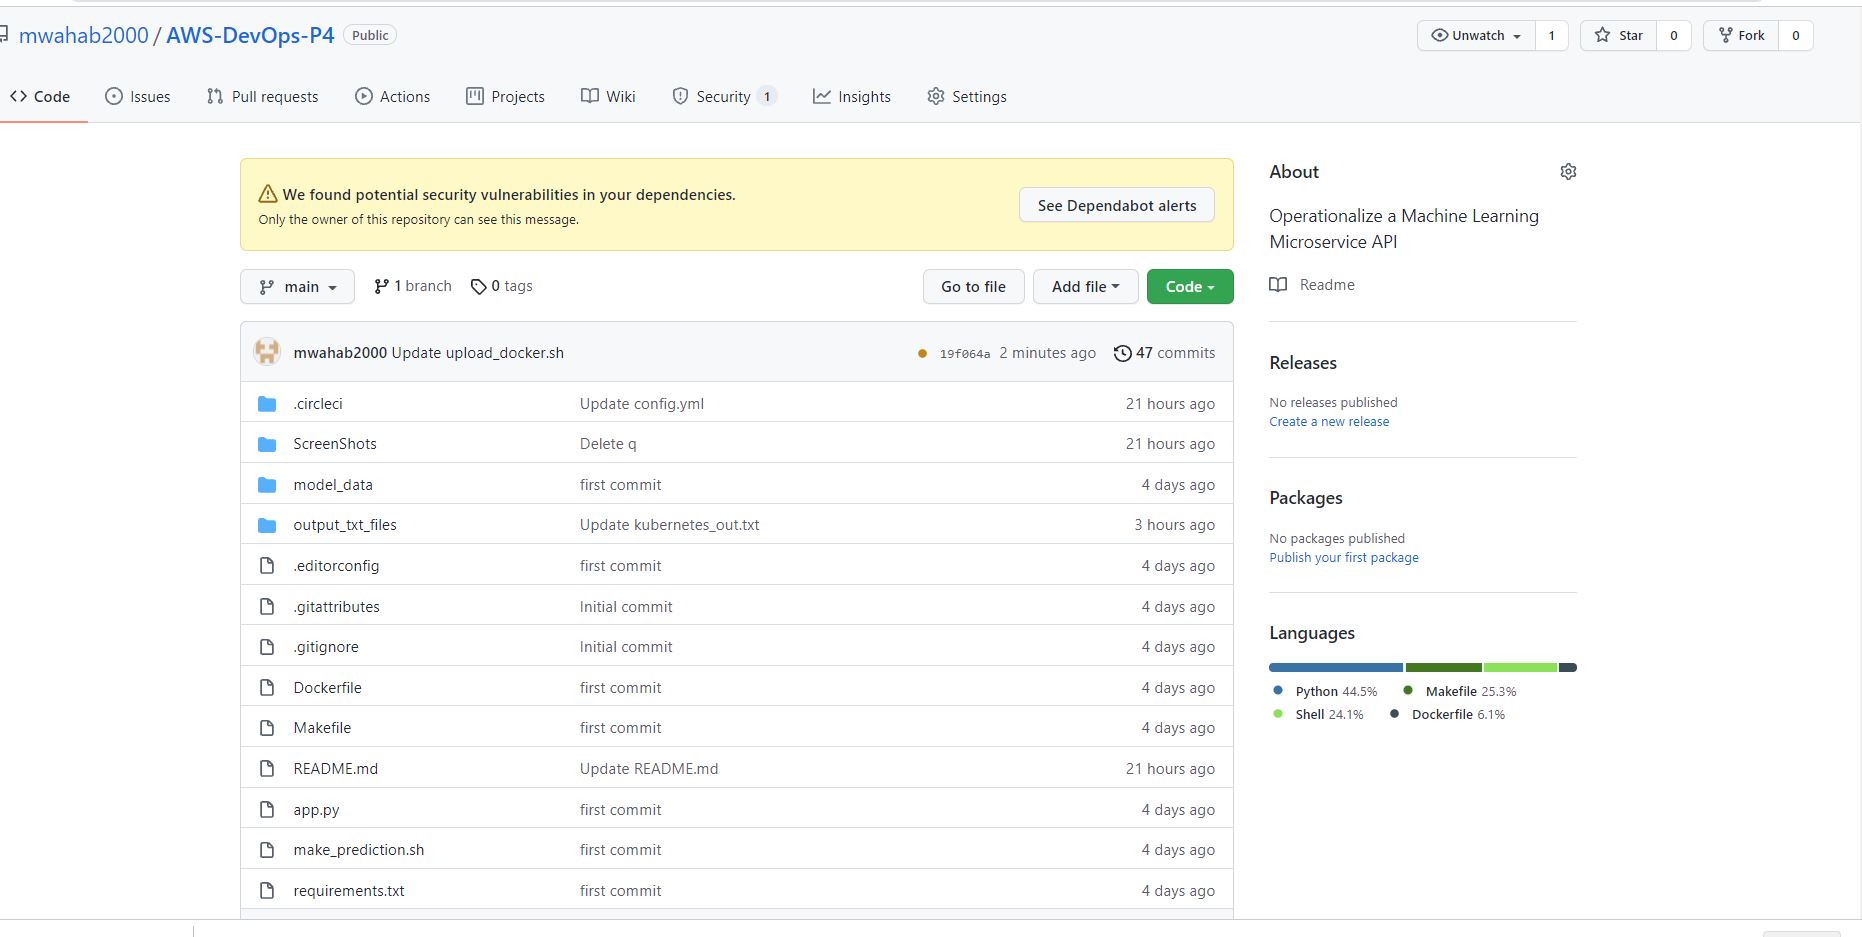 mwahab2000 / AWS-DevOps-P4 Public Unwatch 1 Star 0 Fork 0
Code Issues Pull requests Actions Projects Wiki Security 1 Insights Settings
We found potential security vulnerabilities in your dependencies.
Only the owner of this repository can see this message.
See Dependabot alerts
main 1 branch 0 tags Go to file Add file Code
mwahab2000 Update upload_docker.sh 19f064a 2 minutes ago 47 commits
.circleci Update config.yml 21 hours ago
ScreenShots Delete q 21 hours ago
model_data first commit 4 days ago
output_txt_files Update kubernetes_out.txt 3 hours ago
.editorconfig first commit 4 days ago
.gitattributes Initial commit 4 days ago
.gitignore Initial commit 4 days ago
Dockerfile first commit 4 days ago
Makefile first commit 4 days ago
README.md Update README.md 21 hours ago
app.py first commit 4 days ago
make_prediction.sh first commit 4 days ago
requirements.txt first commit 4 days ago
About
Operationalize a Machine Learning
Microservice API
Readme
Releases
No releases published
Create a new release
Packages
No packages published
Publish your first package
Languages
Python 44.5% Makefile 25.3%
Shell 24.1% Dockerfile 6.1%